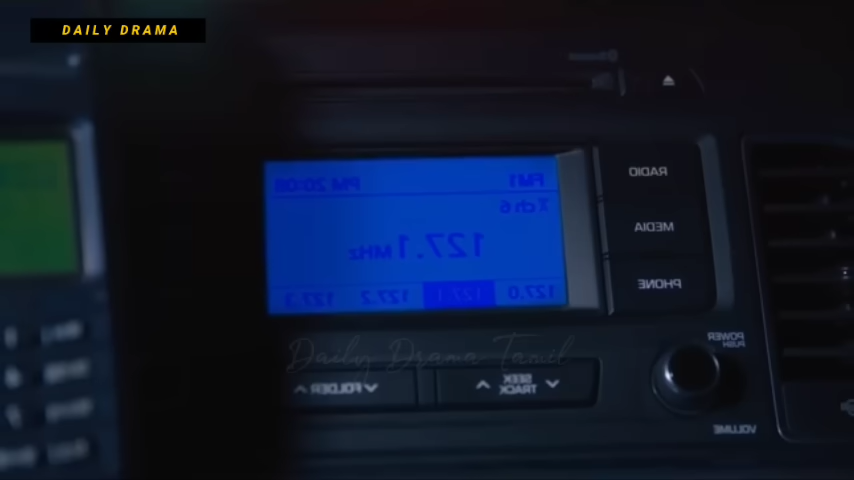 DAILY DRAMA
FM1 PM 20:08
ch 6
127.1 MHz
127.0 127.1 127.2 127.3
RADIO
MEDIA
PHONE
Daily Drama Tamil
FOLDER
SEEK
TRACK
POWER
PUSH
VOLUME